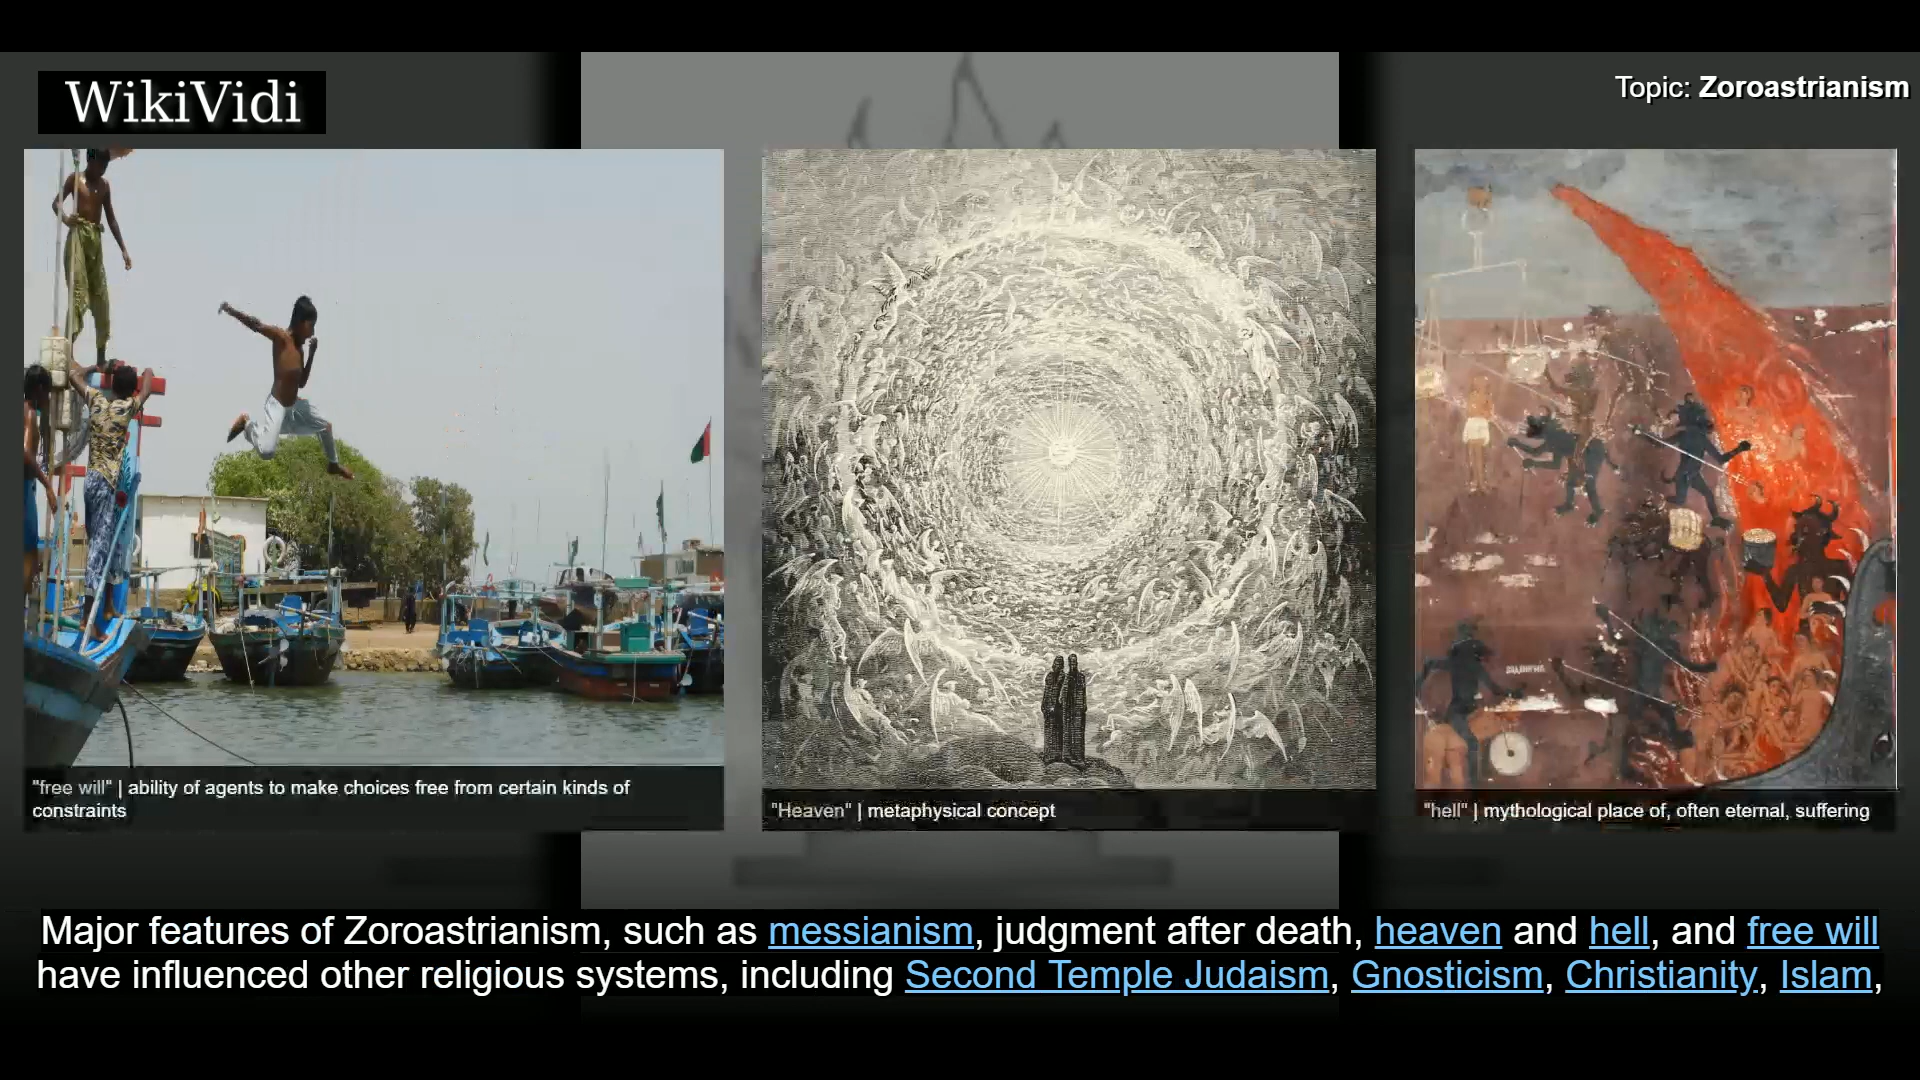 WikiVidi
Topic: Zoroastrianism
"free will" | ability of agents to make choices free from certain kinds of
constraints
"Heaven" | metaphysical concept
"hell" | mythological place of, often eternal, suffering
Major features of Zoroastrianism, such as messianism, judgment after death, heaven and hell, and free will
have influenced other religious systems, including Second Temple Judaism, Gnosticism, Christianity, Islam,